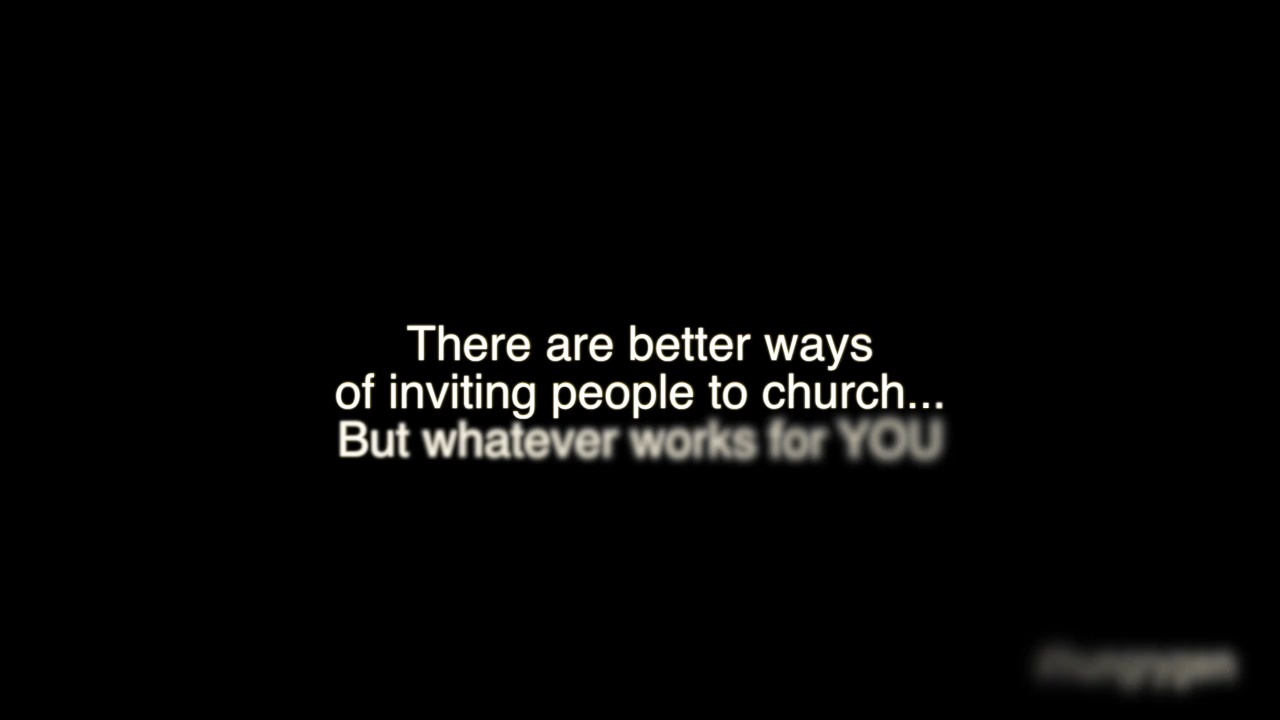 There are better ways
of inviting people to church...
But whatever works for YOU